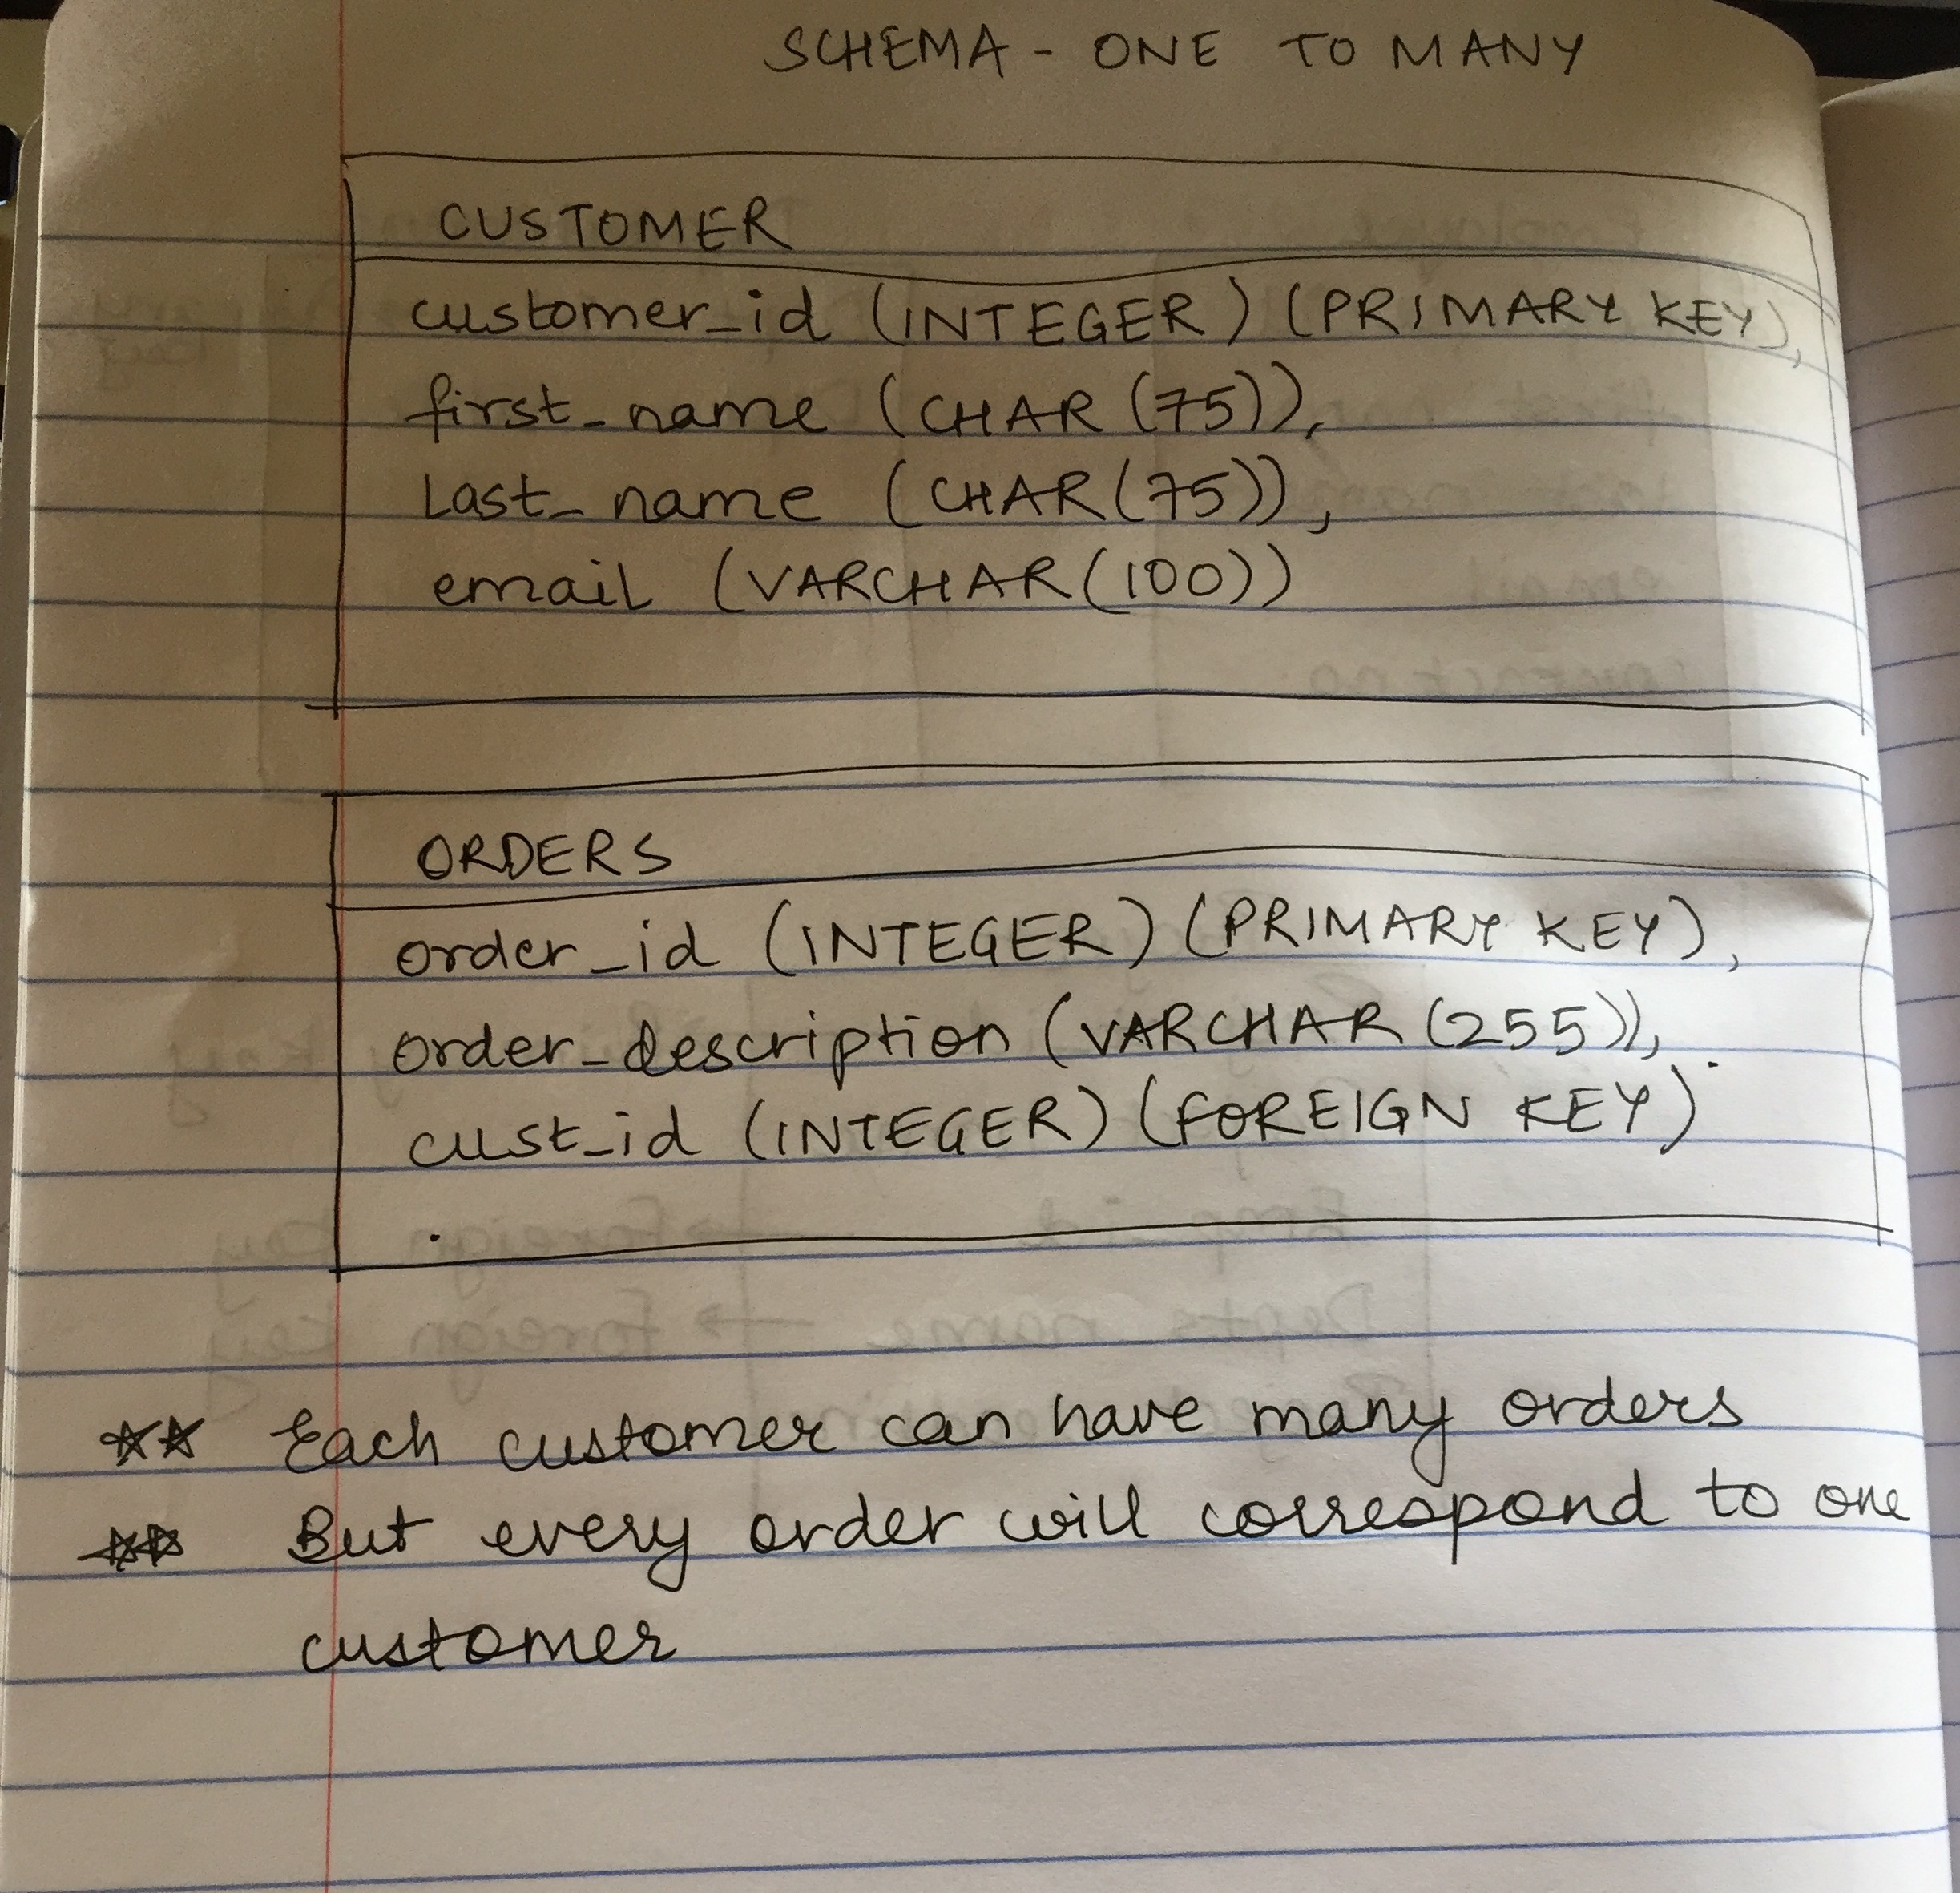 SCHEMA - ONE TO MANY
CUSTOMER
customer_id (INTEGER) (PRIMARY KEY),
first_name (CHAR (75)),
Last_name (CHAR(75)),
email (VARCHAR(100))
ORDERS
order_id (INTEGER) (PRIMARY KEY),
order_description (VARCHAR (255)),
cust_id (INTEGER) (FOREIGN KEY)
** Each customer can have many orders
** But every order will correspond to one
customer